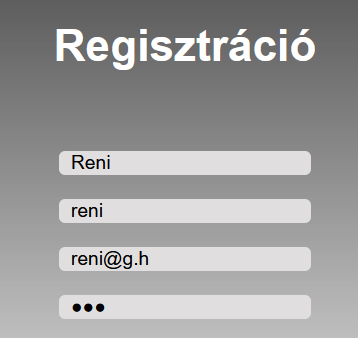 Regisztráció
Reni
reni
reni@g.h
●●●